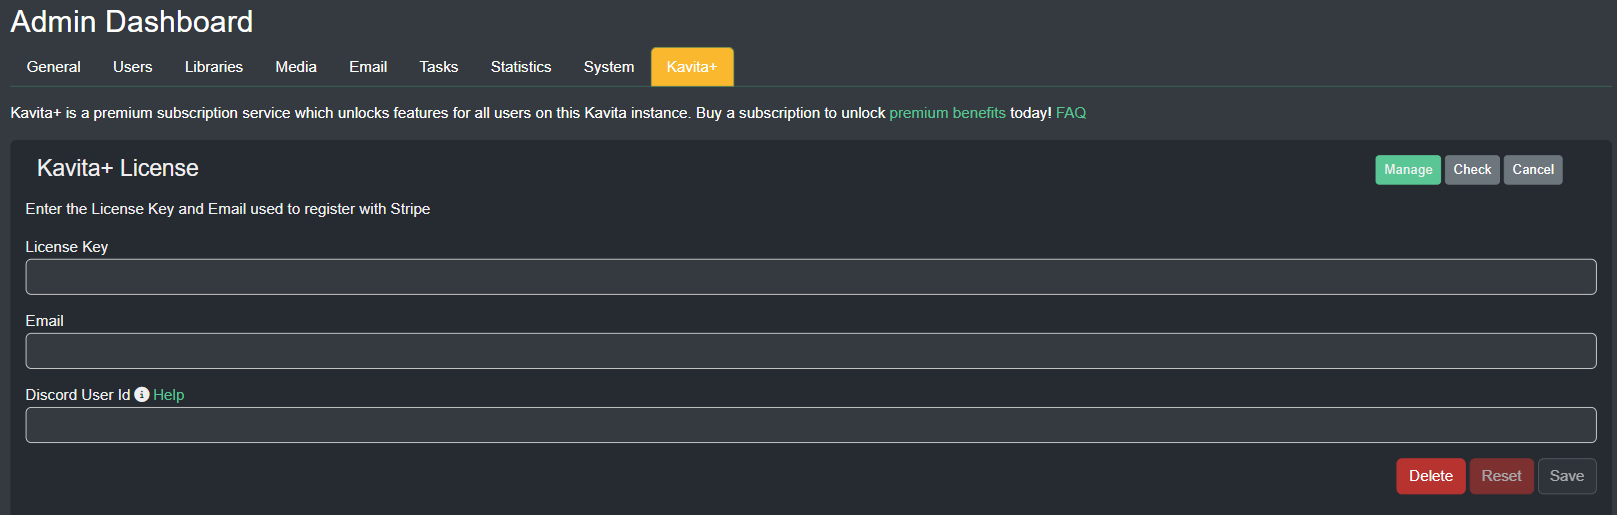 Admin Dashboard
General Users Libraries Media Email Tasks Statistics System Kavita+
Kavita+ is a premium subscription service which unlocks features for all users on this Kavita instance. Buy a subscription to unlock premium benefits today! FAQ
Kavita+ License Manage Check Cancel
Enter the License Key and Email used to register with Stripe
License Key
Email
Discord User Id Help
Delete Reset Save